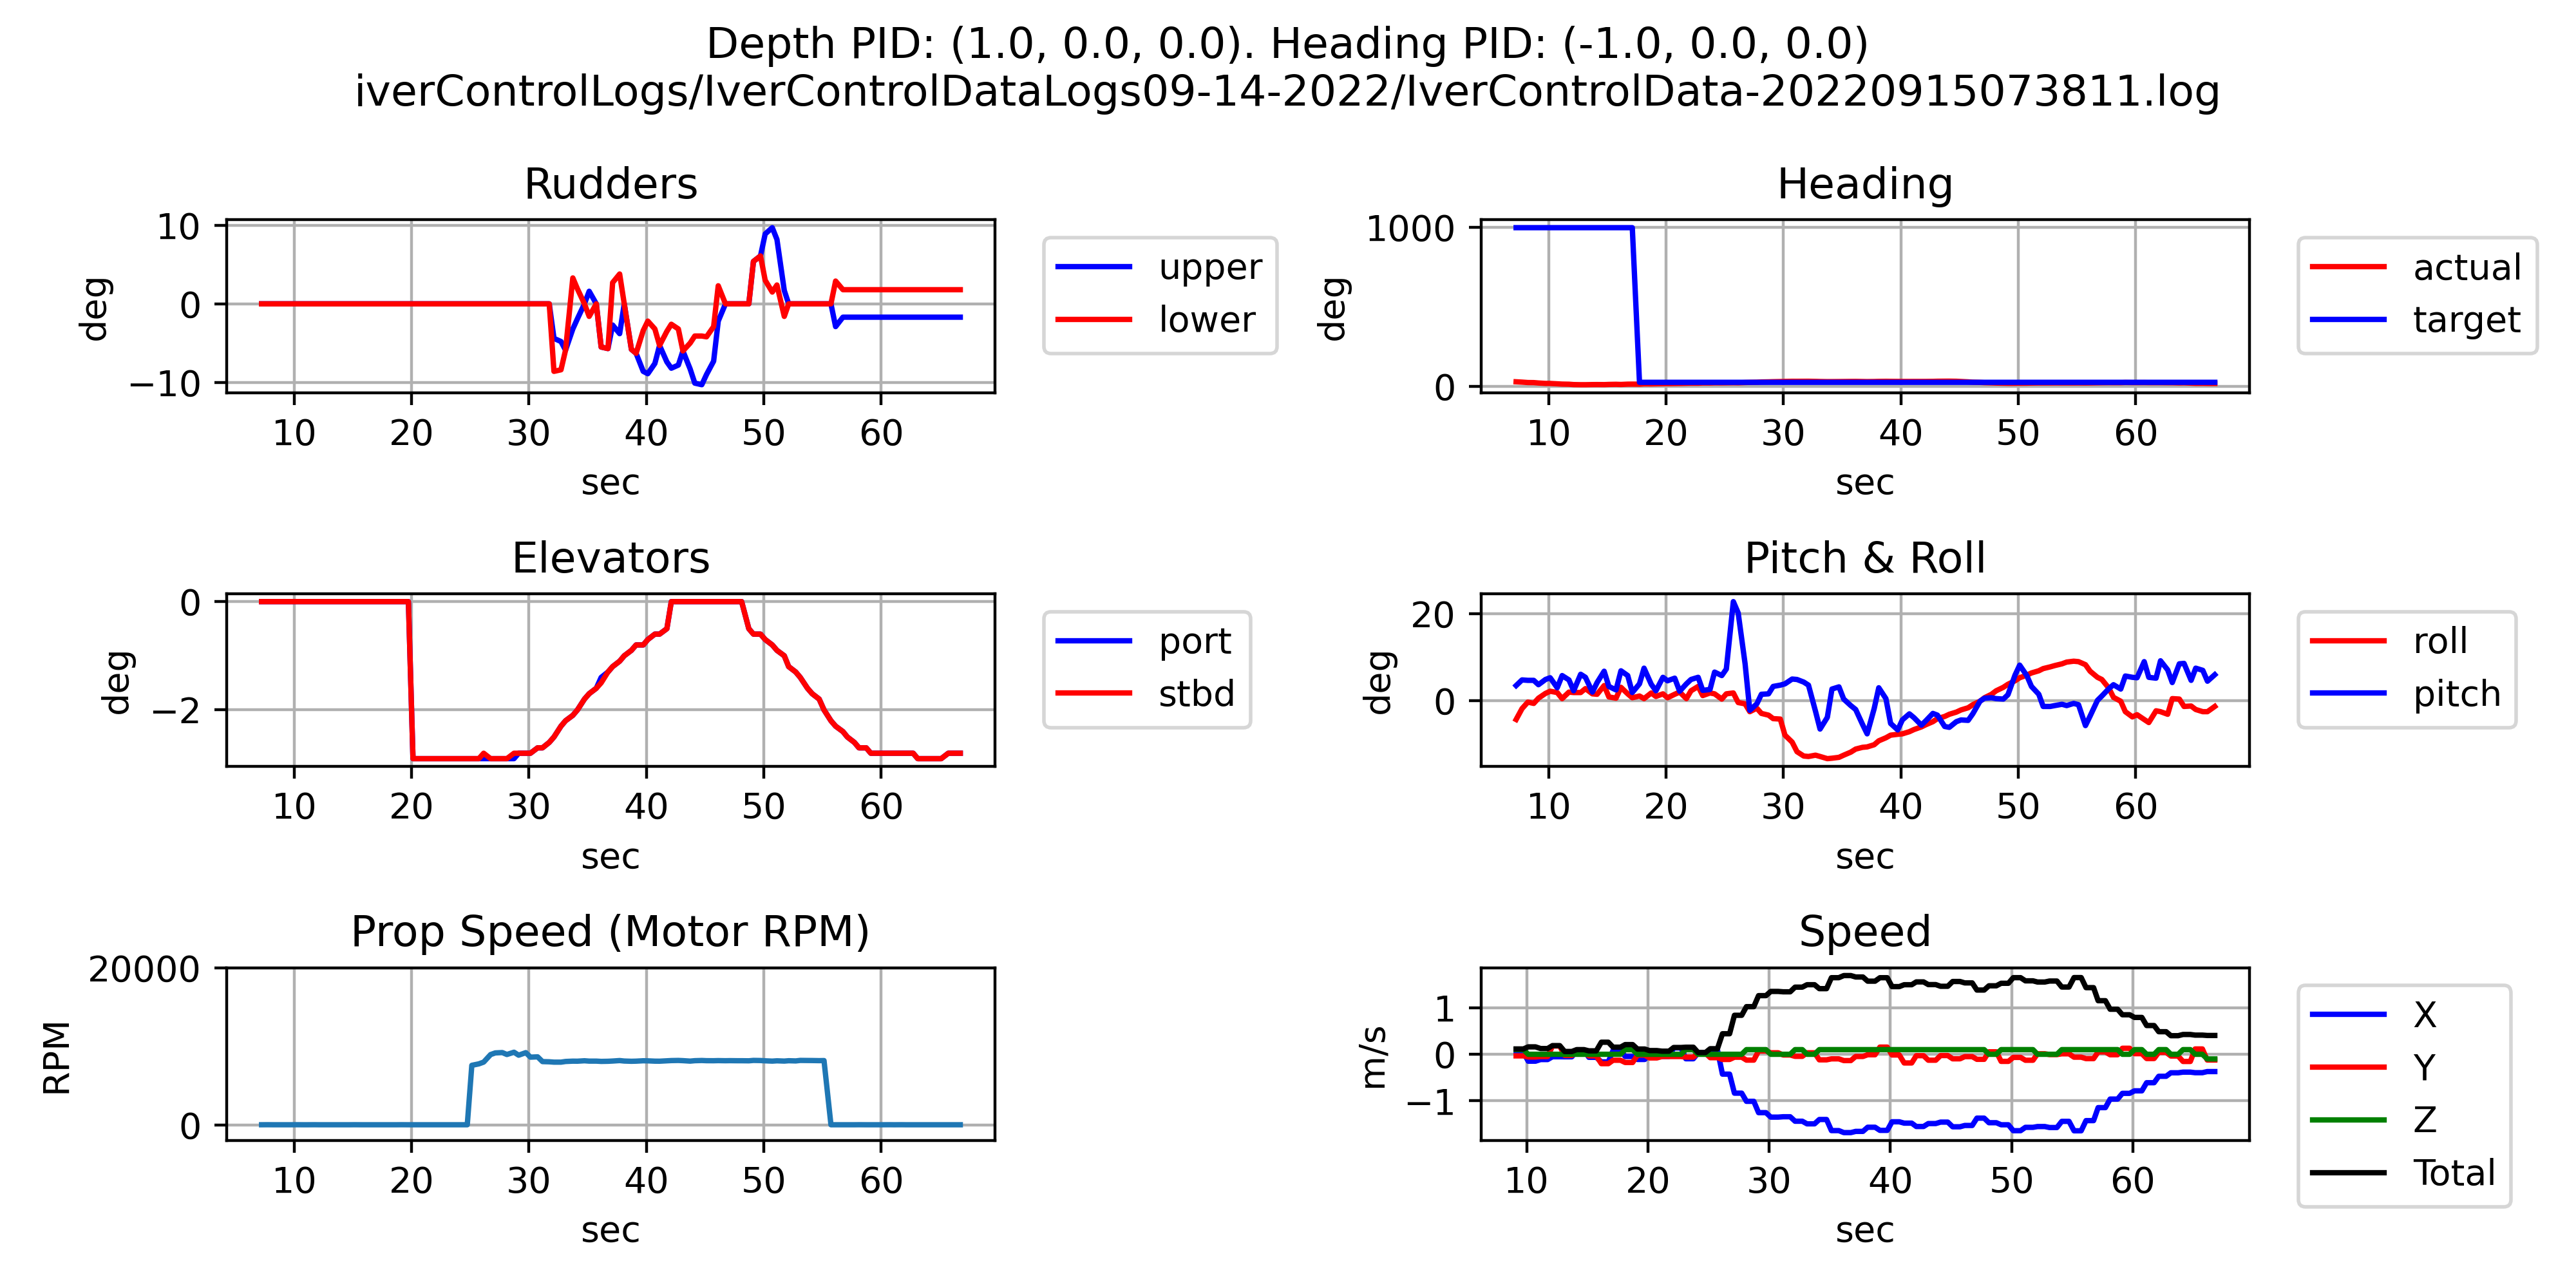 Depth PID: (1.0, 0.0, 0.0). Heading PID: (-1.0, 0.0, 0.0)
iverControlLogs/IverControlDataLogs09-14-2022/IverControlData-20220915073811.log
Rudders
10
0
−10
deg
10 20 30 40 50 60
sec
upper
lower
Heading
1000
0
deg
10 20 30 40 50 60
sec
actual
target
Elevators
0
−2
deg
10 20 30 40 50 60
sec
port
stbd
Pitch & Roll
20
0
deg
10 20 30 40 50 60
sec
roll
pitch
Prop Speed (Motor RPM)
20000
0
RPM
10 20 30 40 50 60
sec
Speed
1
0
−1
m/s
10 20 30 40 50 60
sec
X
Y
Z
Total